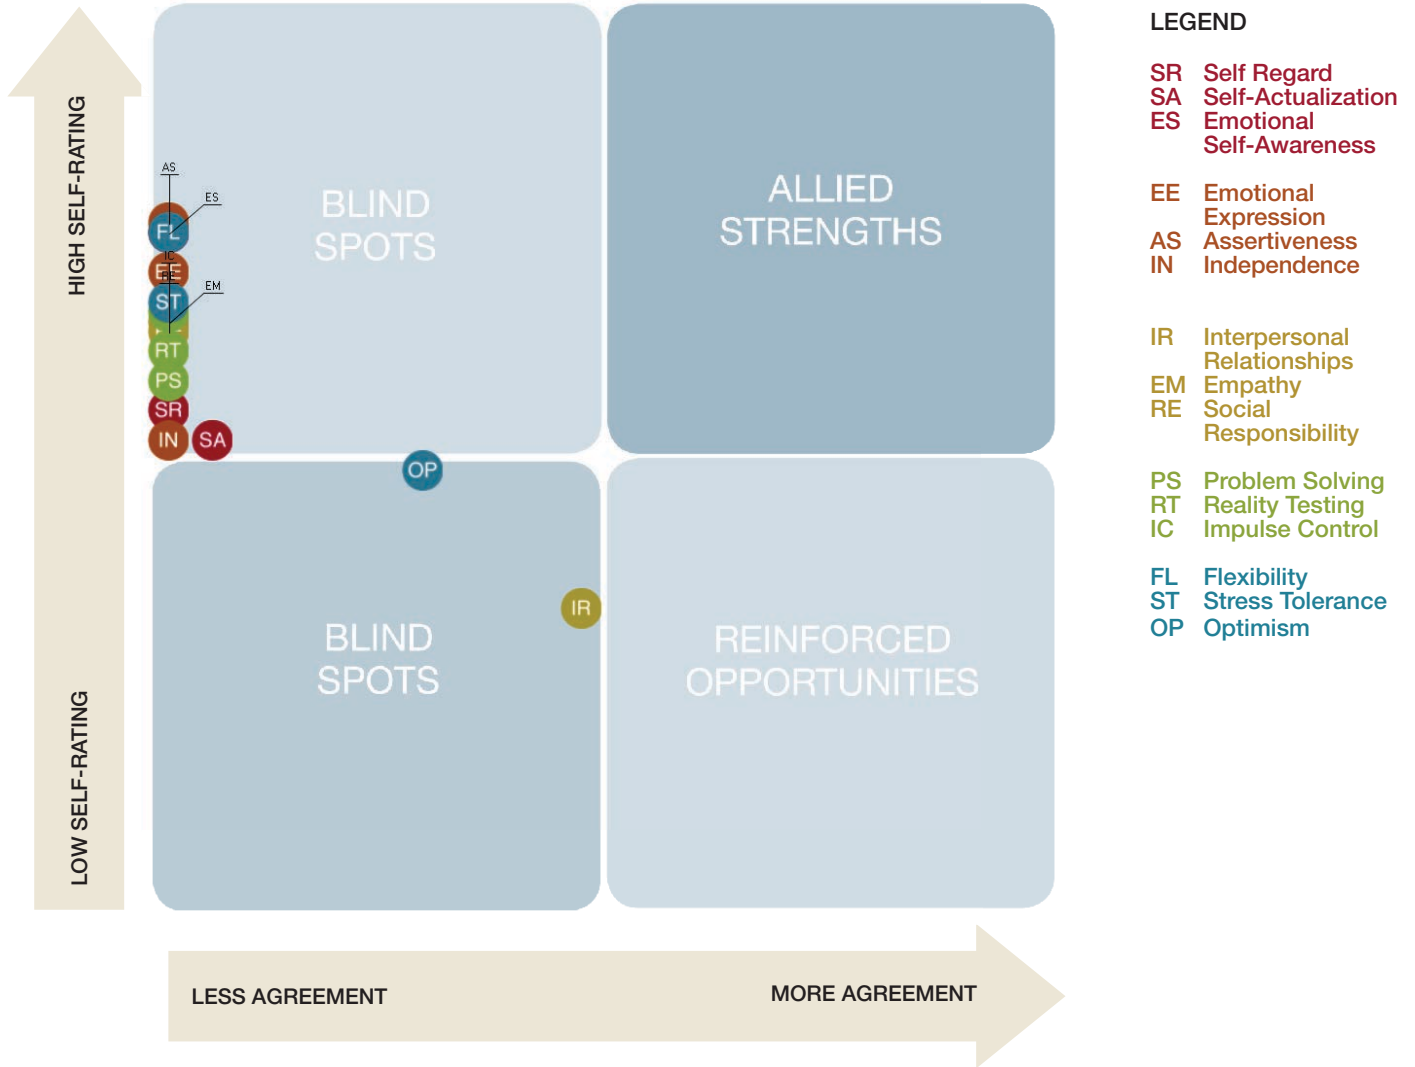 HIGH SELF-RATING
LOW SELF-RATING
BLIND
SPOTS
ALLIED
STRENGTHS
AS
ES
FL
IC
EE
RE
ST
EM
RT
PS
SR
IN
SA
OP
IR
BLIND
SPOTS
REINFORCED
OPPORTUNITIES
LESS AGREEMENT
MORE AGREEMENT
LEGEND
SR Self Regard
SA Self-Actualization
ES Emotional
Self-Awareness
EE Emotional
Expression
AS Assertiveness
IN Independence
IR Interpersonal
Relationships
EM Empathy
RE Social
Responsibility
PS Problem Solving
RT Reality Testing
IC Impulse Control
FL Flexibility
ST Stress Tolerance
OP Optimism